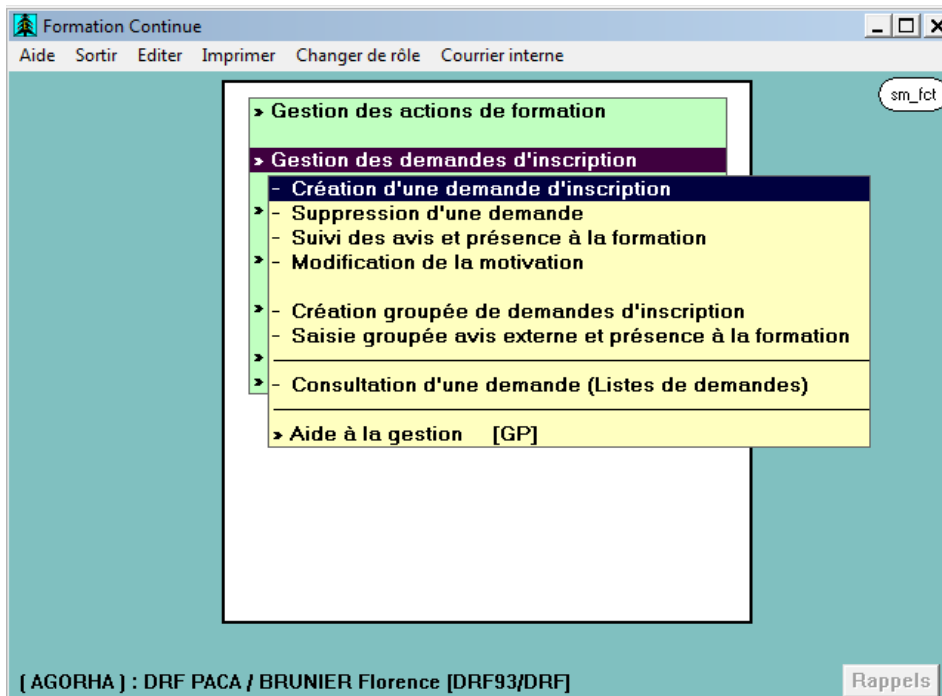 Formation Continue
Aide Sortir Editer Imprimer Changer de rôle Courrier interne
sm_fct
» Gestion des actions de formation
» Gestion des demandes d'inscription
- Création d'une demande d'inscription
» - Suppression d'une demande
- Suivi des avis et présence à la formation
» - Modification de la motivation
» - Création groupée de demandes d'inscription
- Saisie groupée avis externe et présence à la formation
»
» - Consultation d'une demande (Listes de demandes)
» Aide à la gestion [GP]
( AGORHA ) : DRF PACA / BRUNIER Florence [DRF93/DRF]
Rappels